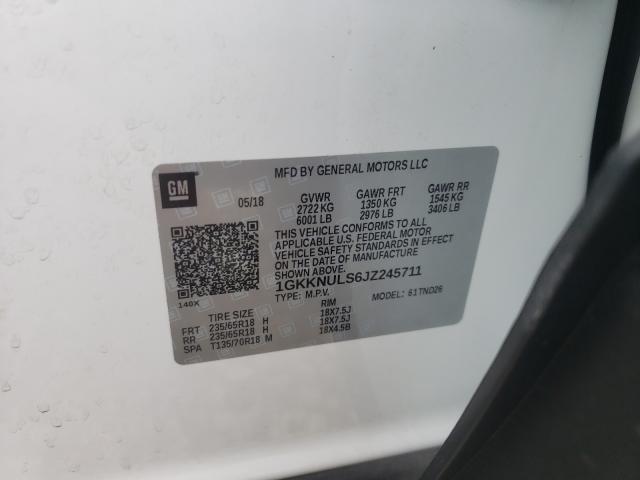 MFD BY GENERAL MOTORS LLC
GM
05/18
GVWR GAWR FRT GAWR RR
2722 KG 1350 KG 1545 KG
6001 LB 2976 LB 3406 LB
THIS VEHICLE CONFORMS TO ALL
APPLICABLE U.S. FEDERAL MOTOR
VEHICLE SAFETY STANDARDS IN
EFFECT ON THE DATE OF MANUFACTURE
SHOWN ABOVE.
1GKKNULS6JZ245711
TYPE: M.P.V. MODEL: 61TND26
140X
TIRE SIZE RIM
FRT 235/65R18 H 18X7.5J
RR 235/65R18 H 18X7.5J
SPA T135/70R18 M 18X4.5B